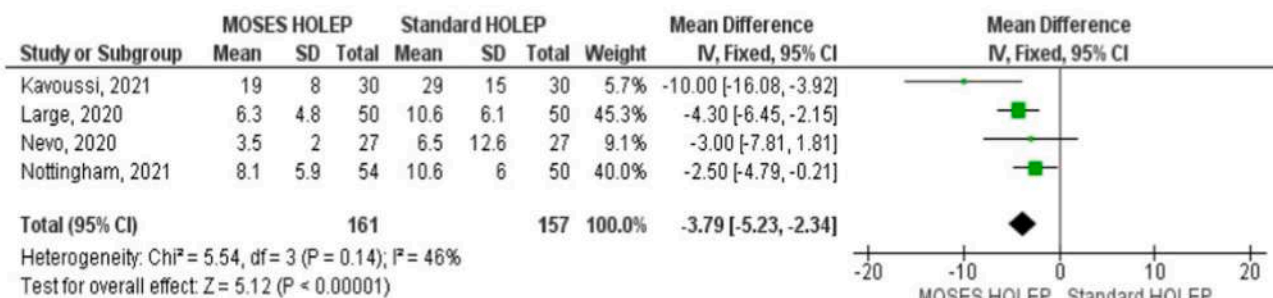 MOSES HOLEP Standard HOLEP Mean Difference Mean Difference
Study or Subgroup Mean SD Total Mean SD Total Weight IV, Fixed, 95% CI IV, Fixed, 95% CI
Kavoussi, 2021 19 8 30 29 15 30 5.7% -10.00 [-16.08, -3.92]
Large, 2020 6.3 4.8 50 10.6 6.1 50 45.3% -4.30 [-6.45, -2.15]
Nevo, 2020 3.5 2 27 6.5 12.6 27 9.1% -3.00 [-7.81, 1.81]
Nottingham, 2021 8.1 5.9 54 10.6 6 50 40.0% -2.50 [-4.79, -0.21]
Total (95% CI) 161 157 100.0% -3.79 [-5.23, -2.34]
Heterogeneity: Chi² = 5.54, df = 3 (P = 0.14); I² = 46%
Test for overall effect: Z = 5.12 (P < 0.00001)
-20 -10 0 10 20
MOSES HOLEP Standard HOLEP